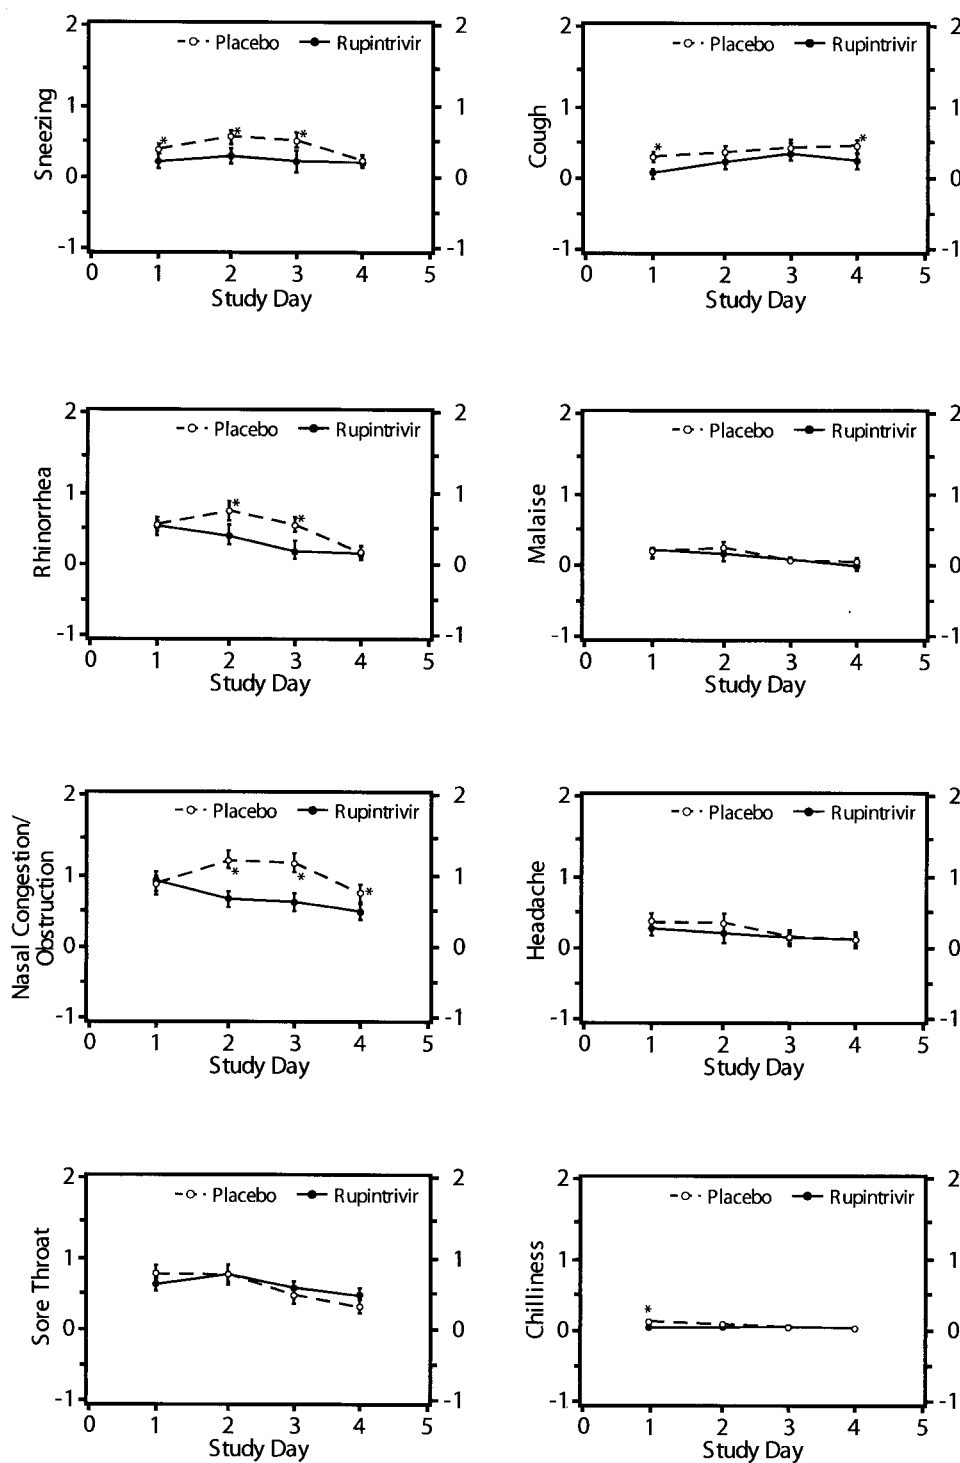 2 2
Placebo Rupintrivir
* * *
1 1
Sneezing
0 0
-1 -1
0 1 2 3 4 5
Study Day
2 2
Placebo Rupintrivir
* *
1 1
Cough
0 0
-1 -1
0 1 2 3 4 5
Study Day
2 2
Placebo Rupintrivir
* *
1 1
Rhinorrhea
0 0
-1 -1
0 1 2 3 4 5
Study Day
2 2
Placebo Rupintrivir
1 1
Malaise
0 0
-1 -1
0 1 2 3 4 5
Study Day
2 2
Placebo Rupintrivir
* * *
1 1
Nasal Congestion/
Obstruction
0 0
-1 -1
0 1 2 3 4 5
Study Day
2 2
Placebo Rupintrivir
1 1
Headache
0 0
-1 -1
0 1 2 3 4 5
Study Day
2 2
Placebo Rupintrivir
1 1
Sore Throat
0 0
-1 -1
0 1 2 3 4 5
Study Day
2 2
Placebo Rupintrivir
1 1
*
Chilliness
0 0
-1 -1
0 1 2 3 4 5
Study Day